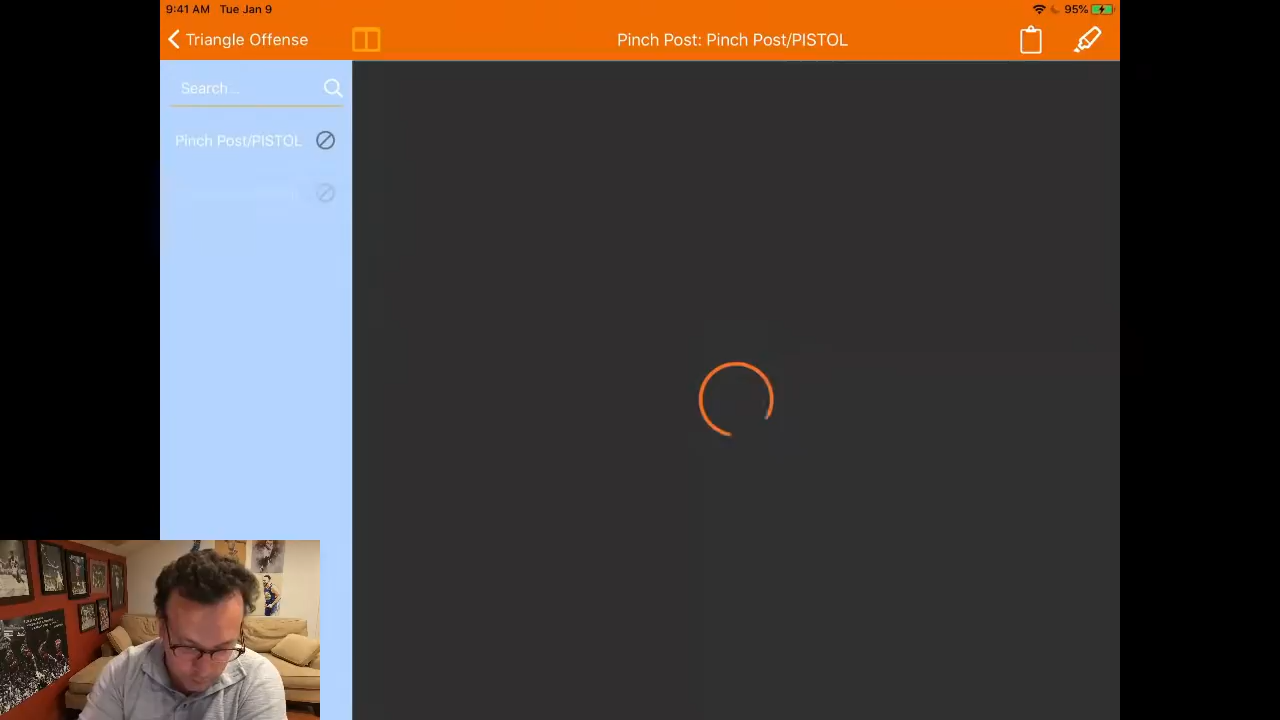 9:41 AM Tue Jan 9
95%
Triangle Offense
Pinch Post: Pinch Post/PISTOL
Search...
Pinch Post/PISTOL